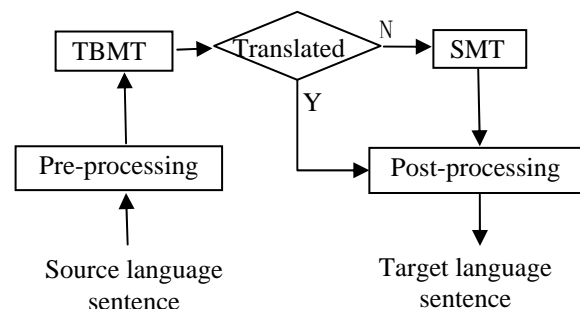 TBMT
Translated
N
SMT
Y
Pre-processing
Post-processing
Source language
sentence
Target language
sentence